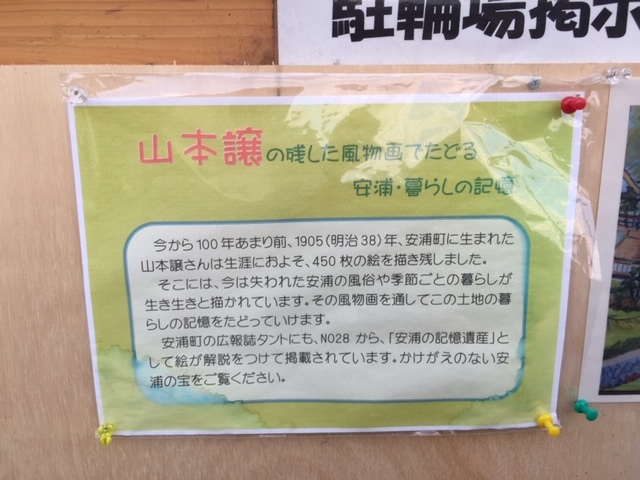 駐輪場掲示
山本譲の残した風物画でたどる
安浦・暮らしの記憶
今から100年あまり前、1905(明治38)年、安浦町に生まれた
山本譲さんは生涯におよそ、450枚の絵を描き残しました。
そこには、今は失われた安浦の風俗や季節ごとの暮らしが
生き生きと描かれています。その風物画を通してこの土地の暮
らしの記憶をたどっていけます。
安浦町の広報誌タントにも、NO28から、「安浦の記憶遺産」と
して絵が解説をつけて掲載されています。かけがえのない安
浦の宝をご覧ください。